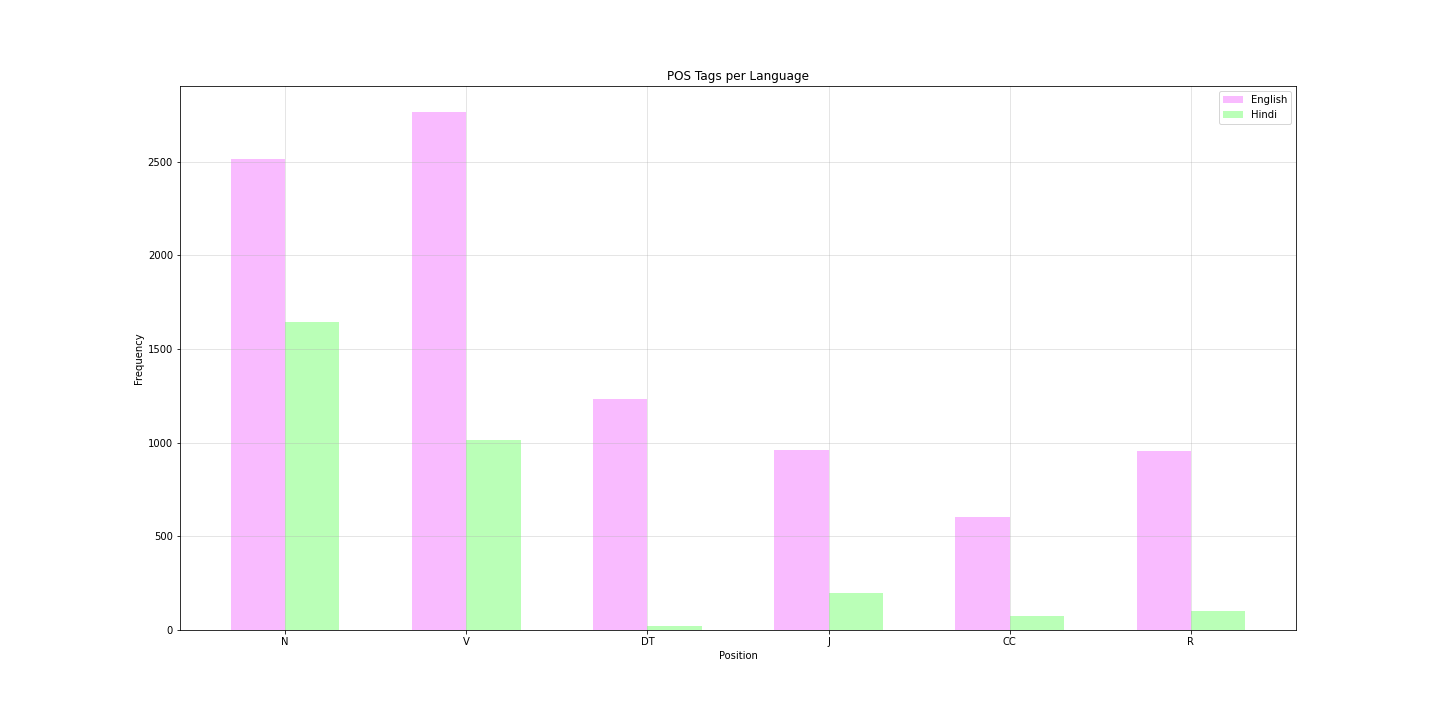 POS Tags per Language
English
Hindi
2500
2000
1500
1000
500
0
Frequency
N V DT J CC R
Position